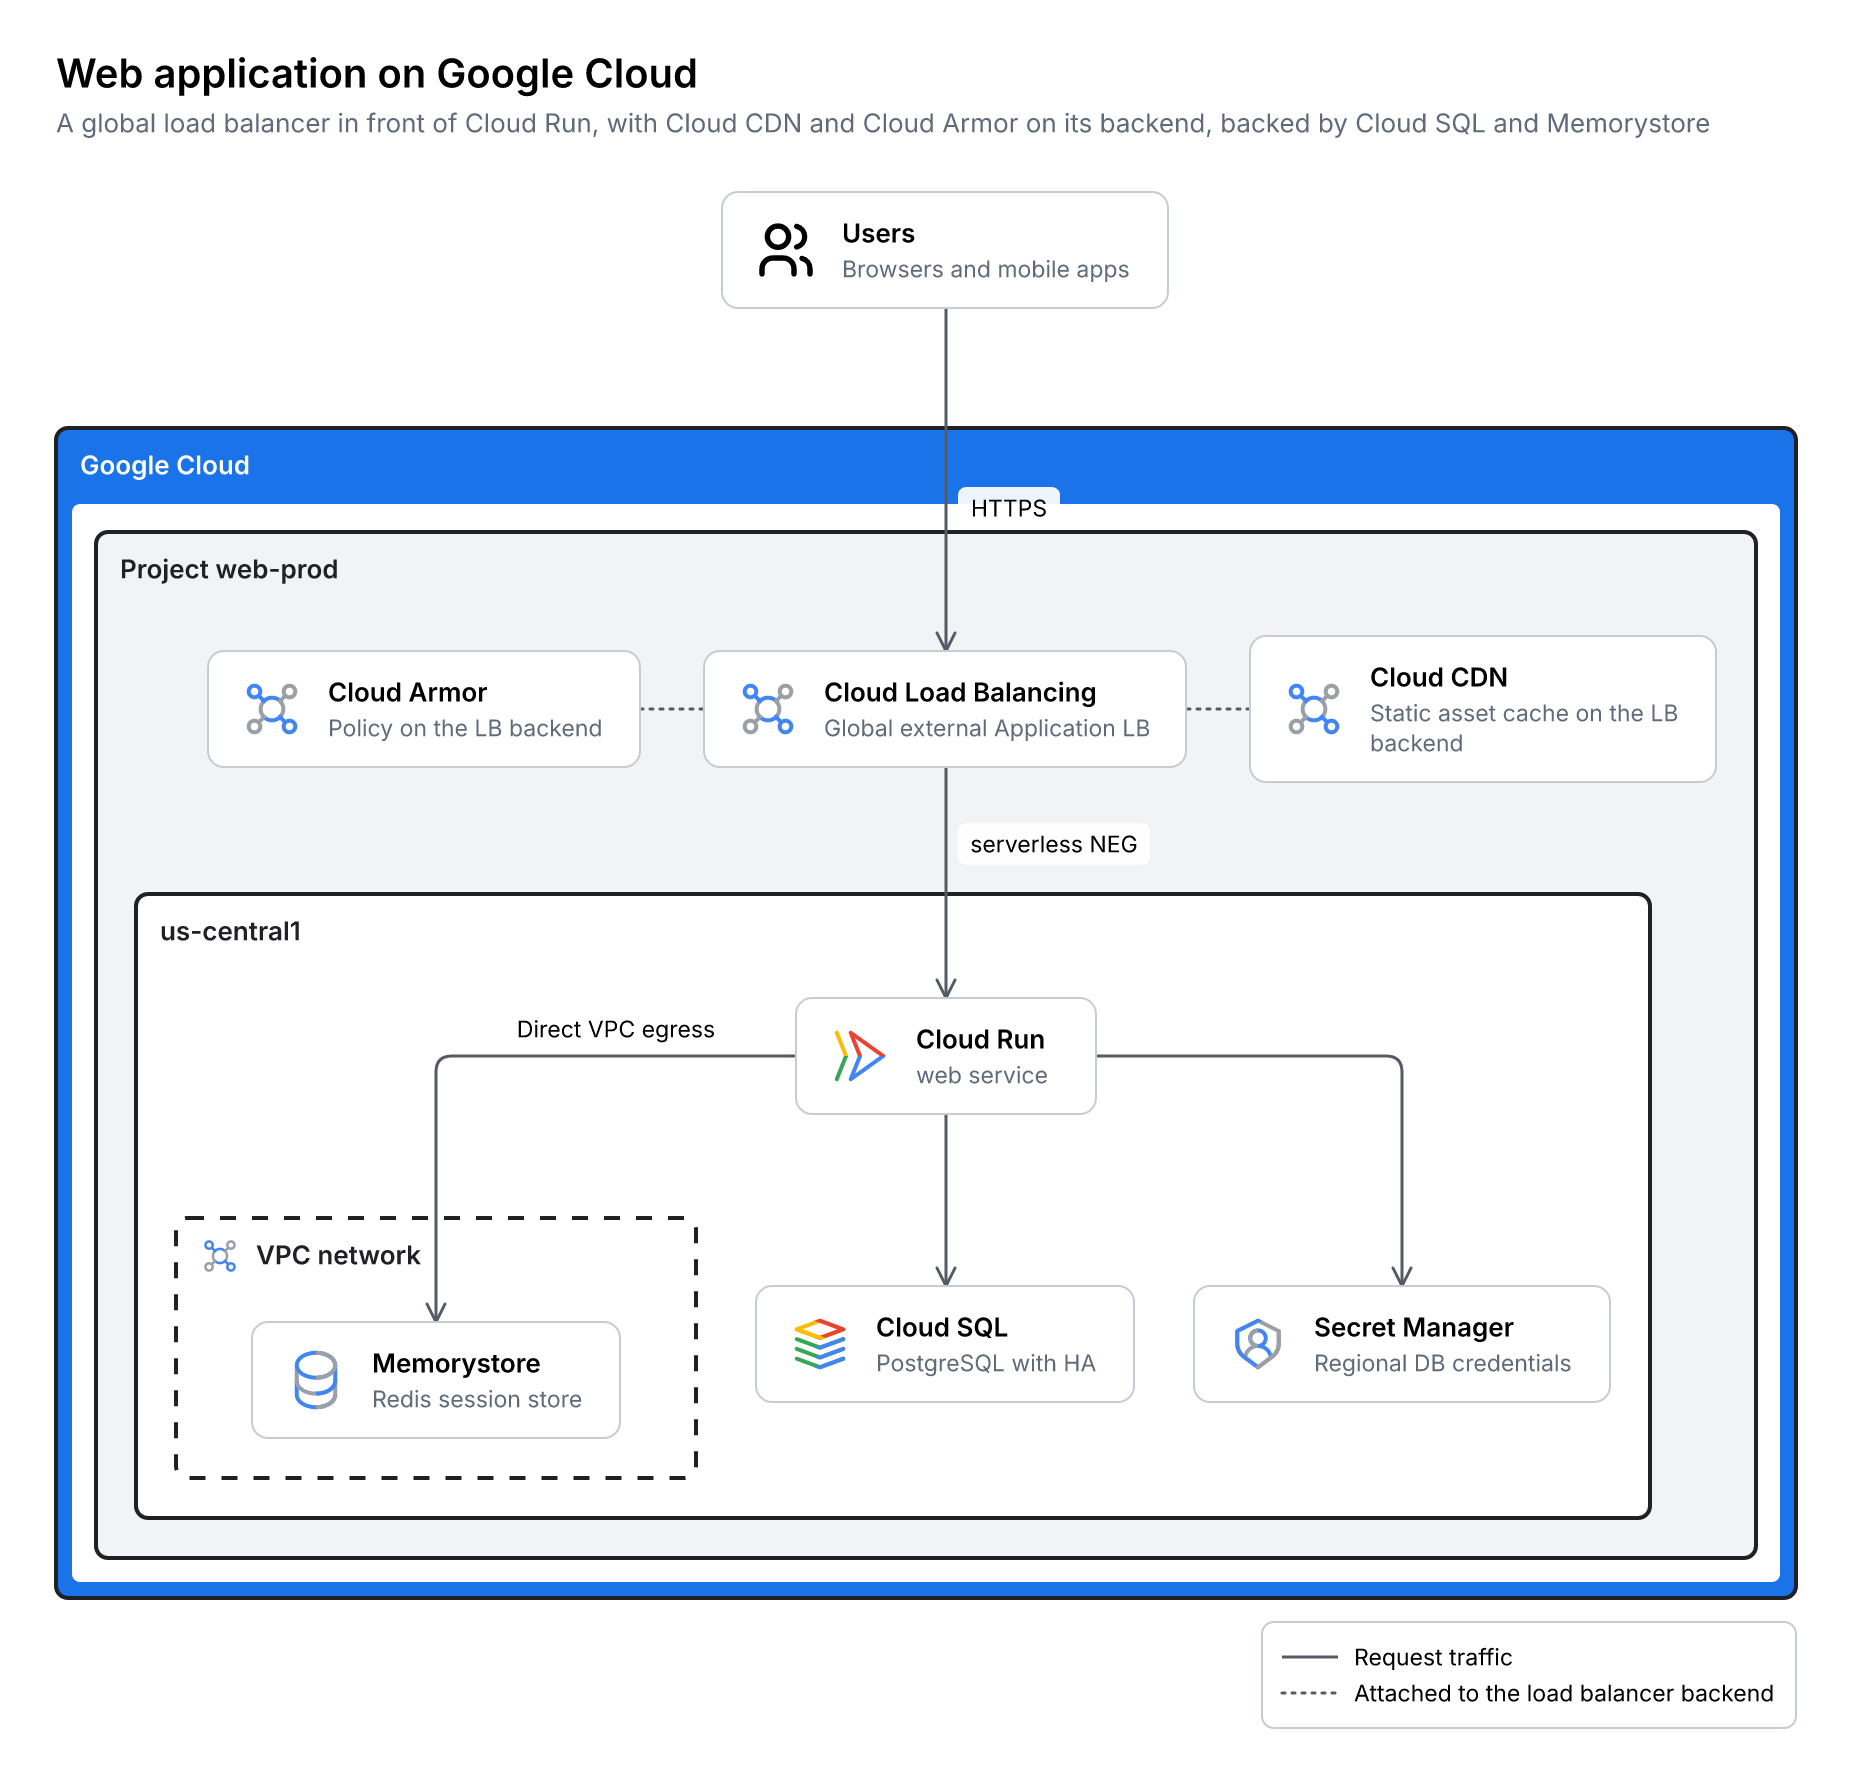 Web application on Google Cloud
A global load balancer in front of Cloud Run, with Cloud CDN and Cloud Armor on its backend, backed by Cloud SQL and Memorystore
Users
Browsers and mobile apps
Google Cloud
HTTPS
Project web-prod
Cloud Armor
Policy on the LB backend
Cloud Load Balancing
Global external Application LB
Cloud CDN
Static asset cache on the LB
backend
serverless NEG
us-central1
Direct VPC egress
Cloud Run
web service
VPC network
Memorystore
Redis session store
Cloud SQL
PostgreSQL with HA
Secret Manager
Regional DB credentials
Request traffic
Attached to the load balancer backend